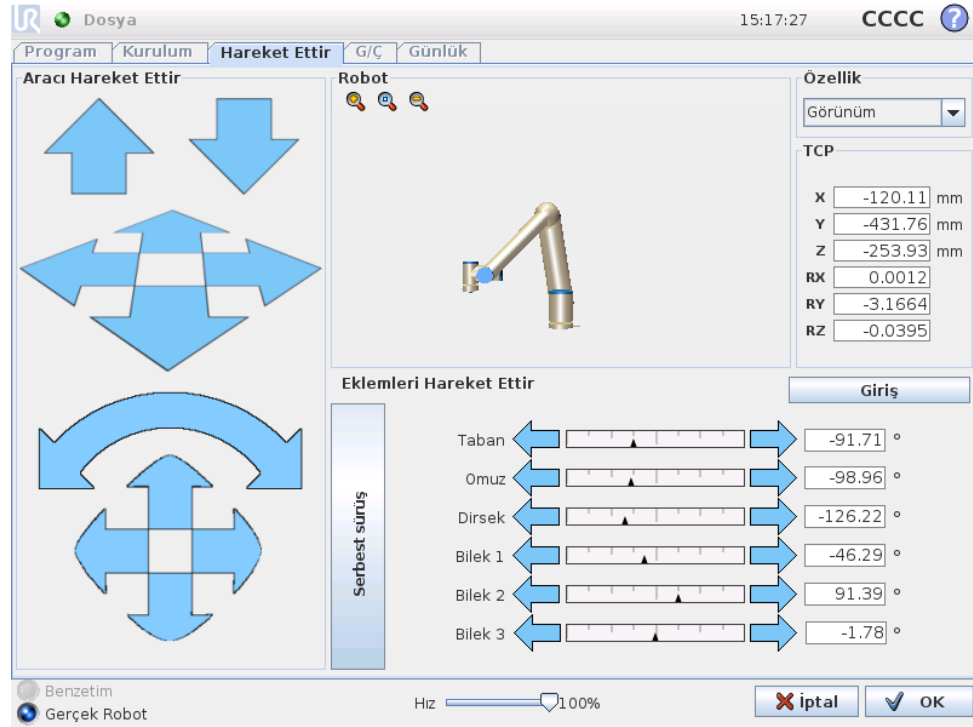 UR Dosya 15:17:27 CCCC ?
Program Kurulum Hareket Ettir G/Ç Günlük
Aracı Hareket Ettir
Robot
Özellik
Görünüm
TCP
X -120.11 mm
Y -431.76 mm
Z -253.93 mm
RX 0.0012
RY -3.1664
RZ -0.0395
Eklemleri Hareket Ettir
Giriş
Serbest sürüş
Taban -91.71 °
Omuz -98.96 °
Dirsek -126.22 °
Bilek 1 -46.29 °
Bilek 2 91.39 °
Bilek 3 -1.78 °
Benzetim
Gerçek Robot
Hız 100%
İptal
OK